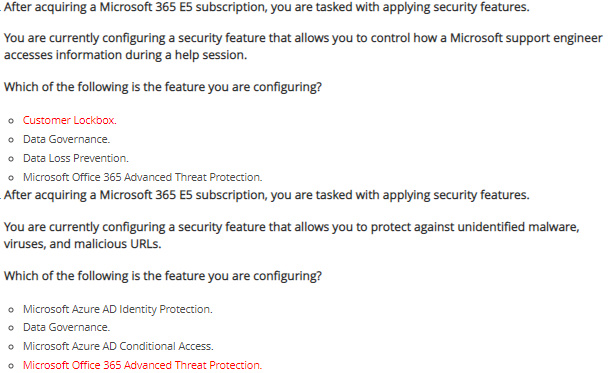 After acquiring a Microsoft 365 E5 subscription, you are tasked with applying security features.
You are currently configuring a security feature that allows you to control how a Microsoft support engineer
accesses information during a help session.
Which of the following is the feature you are configuring?
Customer Lockbox.
Data Governance.
Data Loss Prevention.
Microsoft Office 365 Advanced Threat Protection.
After acquiring a Microsoft 365 E5 subscription, you are tasked with applying security features.
You are currently configuring a security feature that allows you to protect against unidentified malware,
viruses, and malicious URLs.
Which of the following is the feature you are configuring?
Microsoft Azure AD Identity Protection.
Data Governance.
Microsoft Azure AD Conditional Access.
Microsoft Office 365 Advanced Threat Protection.